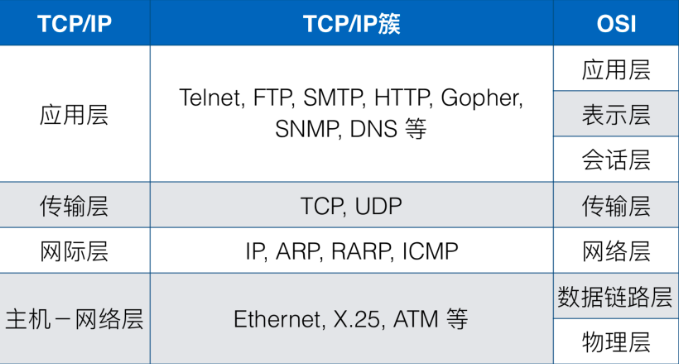 TCP/IP TCP/IP簇 OSI
应用层
Telnet, FTP, SMTP, HTTP, Gopher,
SNMP, DNS 等
应用层
表示层
会话层
传输层 TCP, UDP 传输层
网际层 IP, ARP, RARP, ICMP 网络层
主机－网络层 Ethernet, X.25, ATM 等
数据链路层
物理层